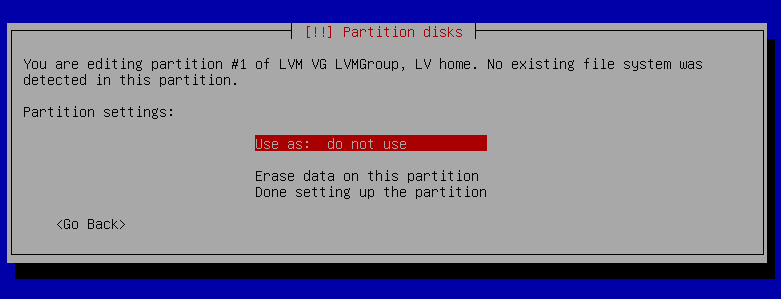 [!!] Partition disks
You are editing partition #1 of LVM VG LVMGroup, LV home. No existing file system was
detected in this partition.
Partition settings:
Use as: do not use
Erase data on this partition
Done setting up the partition
<Go Back>